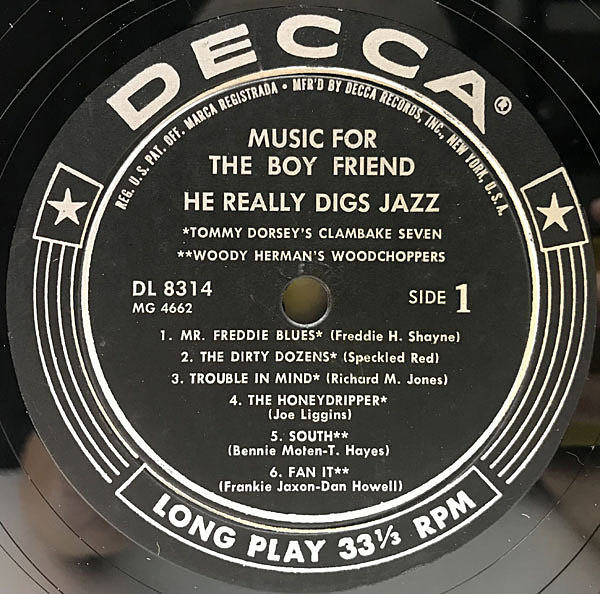 DECCA®
REG. U.S. PAT. OFF. MARCA REGISTRADA • MFR'D BY DECCA RECORDS, INC., NEW YORK, U.S.A.
MUSIC FOR
THE BOY FRIEND
HE REALLY DIGS JAZZ
*TOMMY DORSEY'S CLAMBAKE SEVEN
**WOODY HERMAN'S WOODCHOPPERS
DL 8314
MG 4662
SIDE 1
1. MR. FREDDIE BLUES* (Freddie H. Shayne)
2. THE DIRTY DOZENS* (Speckled Red)
3. TROUBLE IN MIND* (Richard M. Jones)
4. THE HONEYDRIPPER*
(Joe Liggins)
5. SOUTH**
(Bennie Moten-T. Hayes)
6. FAN IT**
(Frankie Jaxon-Dan Howell)
LONG PLAY 33⅓ RPM